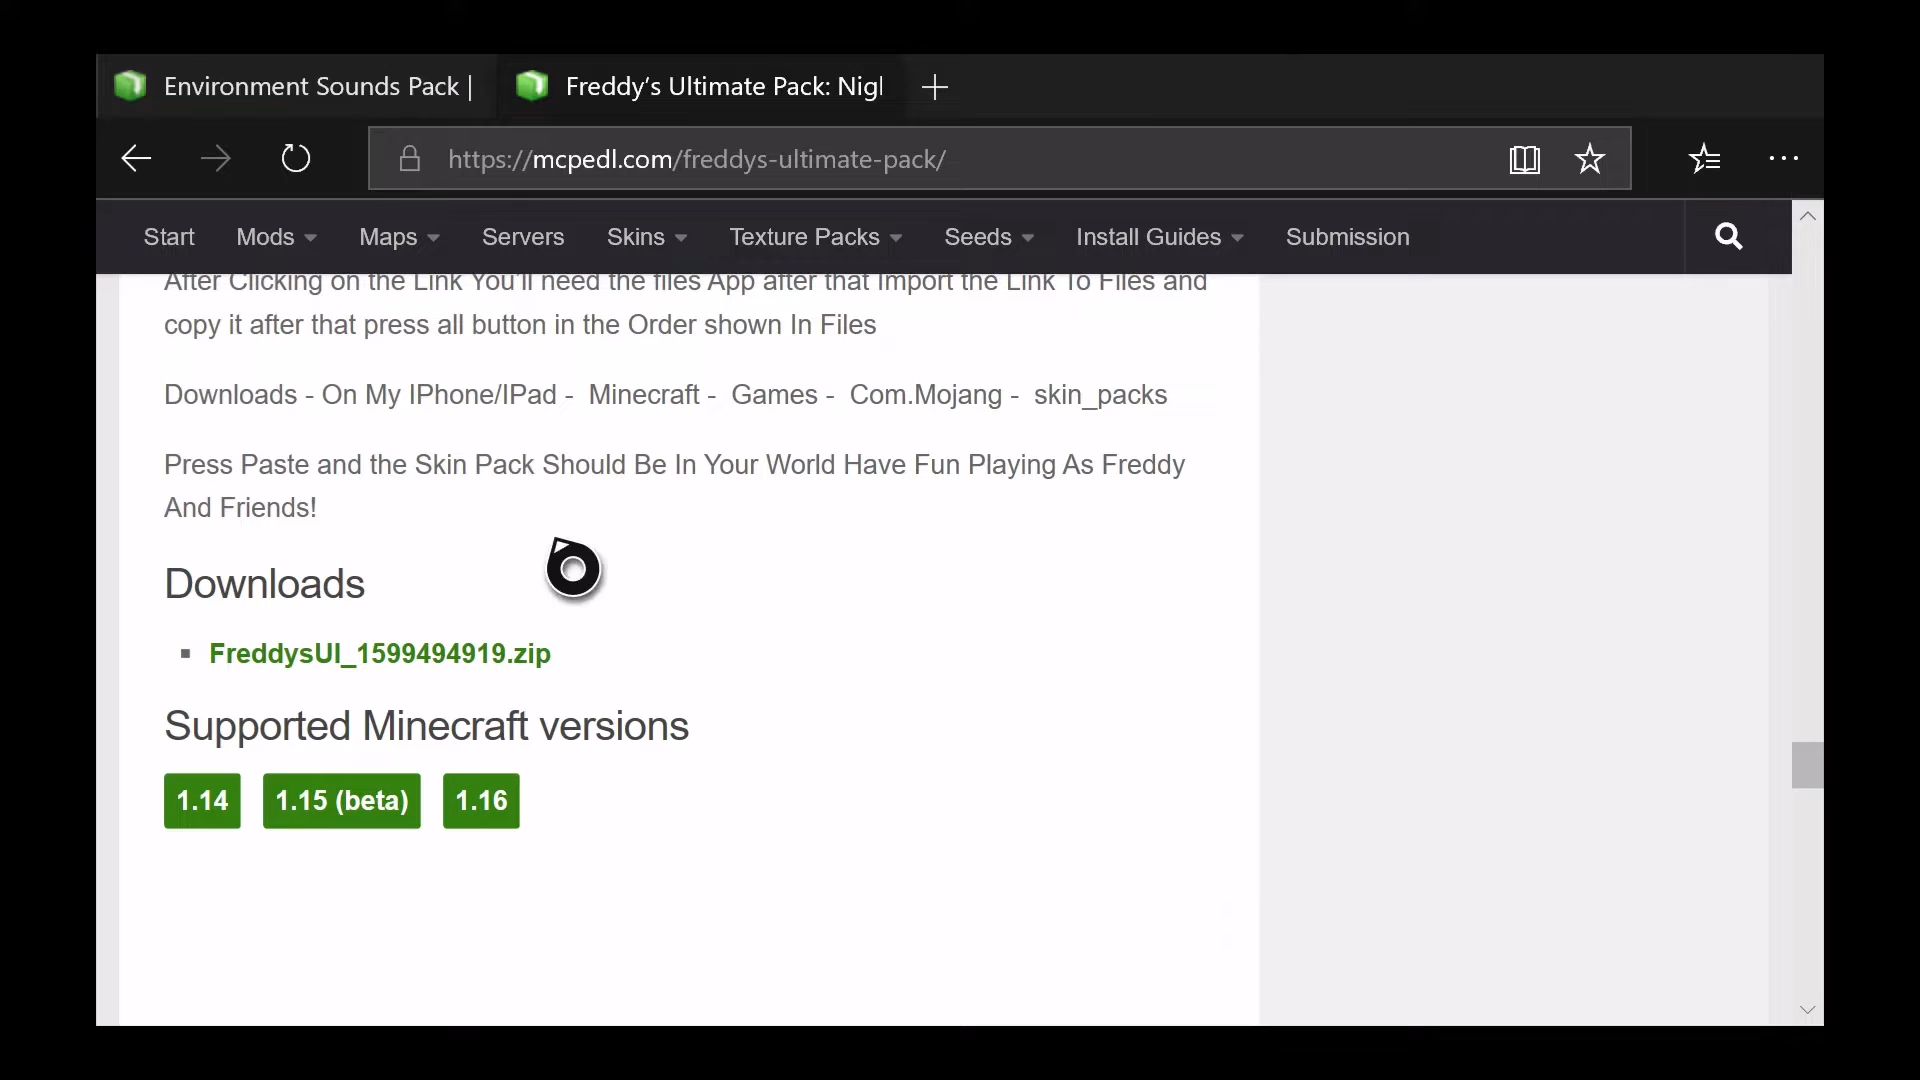 Environment Sounds Pack |
Freddy's Ultimate Pack: Nigl
https://mcpedl.com/freddys-ultimate-pack/
Start Mods Maps Servers Skins Texture Packs Seeds Install Guides Submission
After Clicking on the Link You'll need the files App after that Import the Link To Files and
copy it after that press all button in the Order shown In Files
Downloads - On My IPhone/IPad - Minecraft - Games - Com.Mojang - skin_packs
Press Paste and the Skin Pack Should Be In Your World Have Fun Playing As Freddy
And Friends!
Downloads
FreddysUI_1599494919.zip
Supported Minecraft versions
1.14 1.15 (beta) 1.16